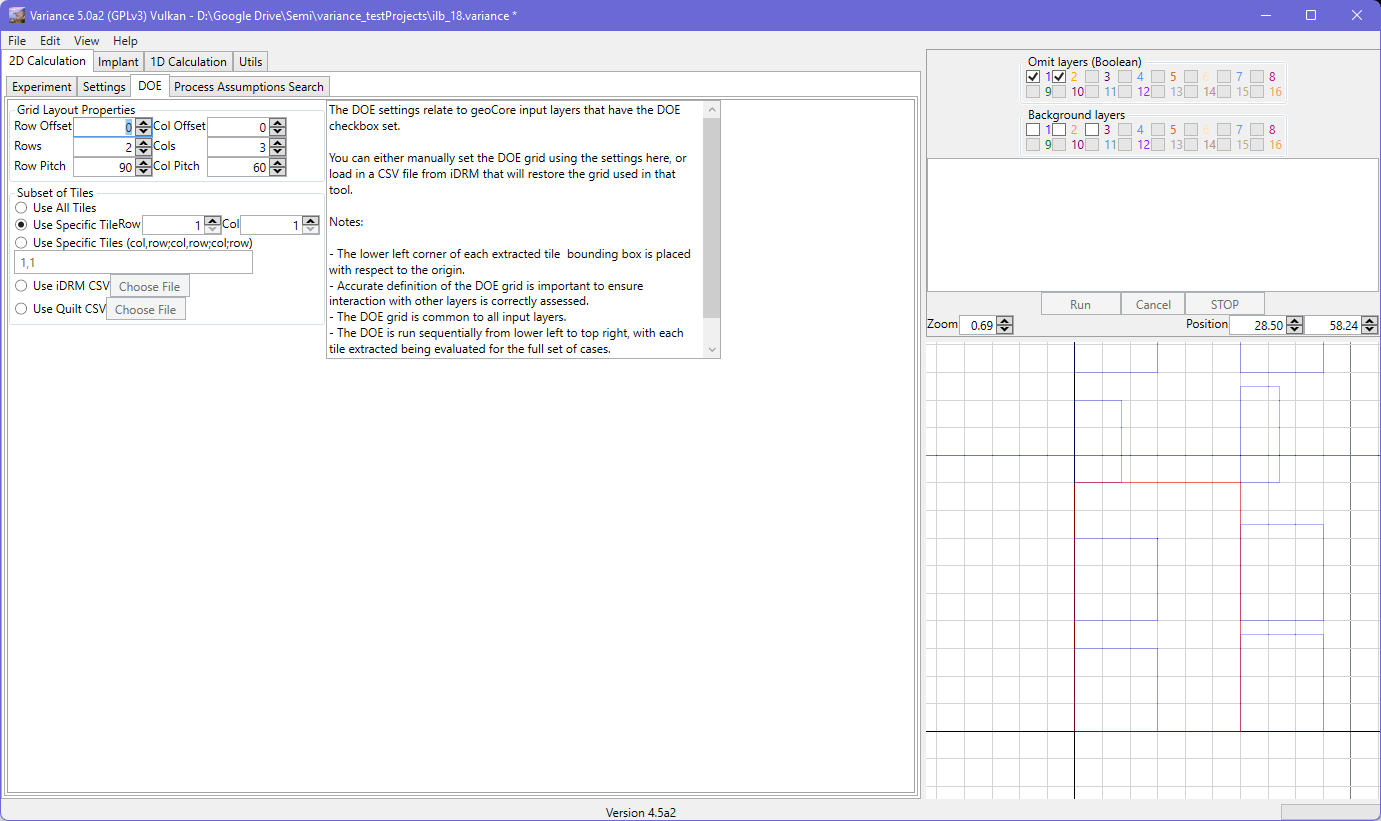 Variance 5.0a2 (GPLv3) Vulkan - D:\Google Drive\Semi\variance_testProjects\ilb_18.variance *
File Edit View Help
2D Calculation Implant 1D Calculation Utils
Experiment Settings DOE Process Assumptions Search
Grid Layout Properties
Row Offset 0 Col Offset 0
Rows 2 Cols 3
Row Pitch 90 Col Pitch 60
Subset of Tiles
Use All Tiles
Use Specific Tile Row 1 Col 1
Use Specific Tiles (col,row;col,row;col;row)
1,1
Use iDRM CSV Choose File
Use Quilt CSV Choose File
The DOE settings relate to geoCore input layers that have the DOE
checkbox set.
You can either manually set the DOE grid using the settings here, or
load in a CSV file from iDRM that will restore the grid used in that
tool.
Notes:
- The lower left corner of each extracted tile  bounding box is placed
with respect to the origin.
- Accurate definition of the DOE grid is important to ensure
interaction with other layers is correctly assessed.
- The DOE grid is common to all input layers.
- The DOE is run sequentially from lower left to top right, with each
tile extracted being evaluated for the full set of cases.
Omit layers (Boolean)
1 2 3 4 5 6 7 8
9 10 11 12 13 14 15 16
Background layers
1 2 3 4 5 6 7 8
9 10 11 12 13 14 15 16
Run Cancel STOP
Zoom 0.69 Position 28.50 58.24
Version 4.5a2